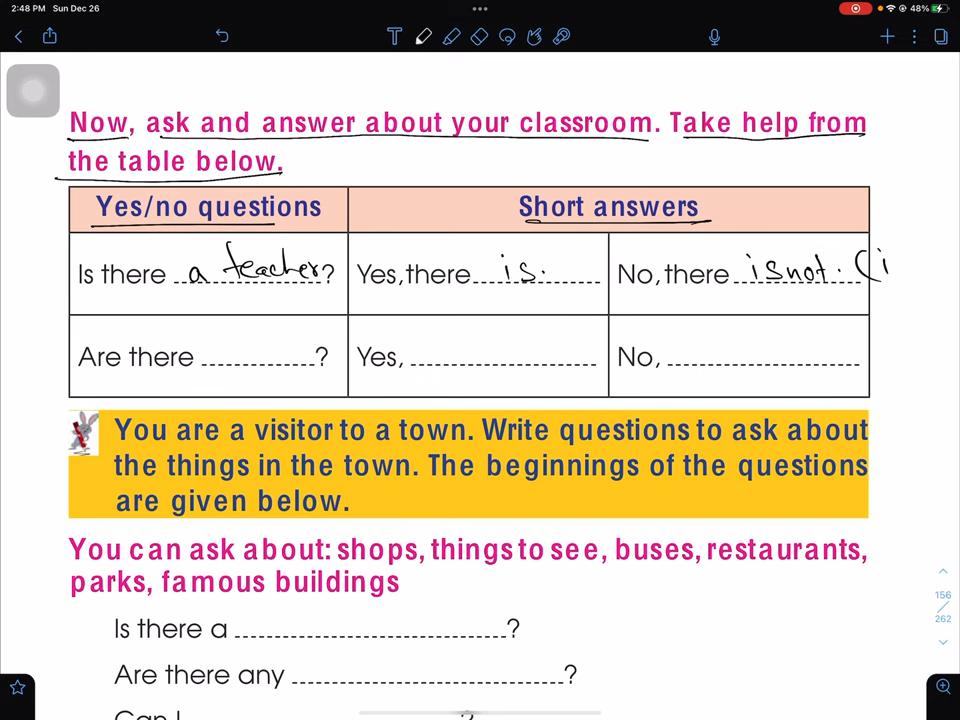 2:48 PM Sun Dec 26
48%
Now, ask and answer about your classroom. Take help from
the table below.
Yes/no questions Short answers
Is there a teacher? Yes, there is. No, there is not. (i
Are there ..............? Yes, ....................... No, ........................
You are a visitor to a town. Write questions to ask about
the things in the town. The beginnings of the questions
are given below.
You can ask about: shops, things to see, buses, restaurants,
parks, famous buildings
Is there a ..................................?
Are there any ..................................?
Can I ..................................?
156
262